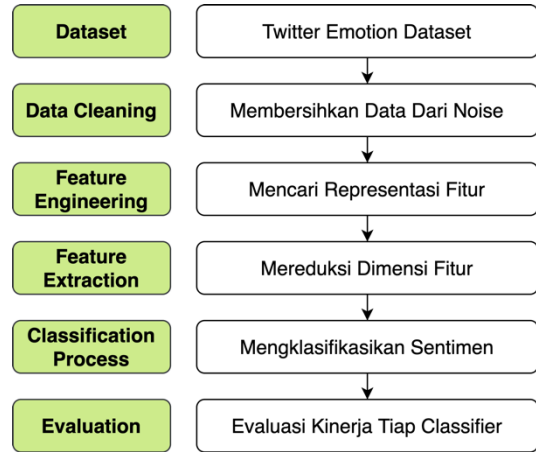 Dataset
Twitter Emotion Dataset
Data Cleaning
Membersihkan Data Dari Noise
Feature
Engineering
Mencari Representasi Fitur
Feature
Extraction
Mereduksi Dimensi Fitur
Classification
Process
Mengklasifikasikan Sentimen
Evaluation
Evaluasi Kinerja Tiap Classifier